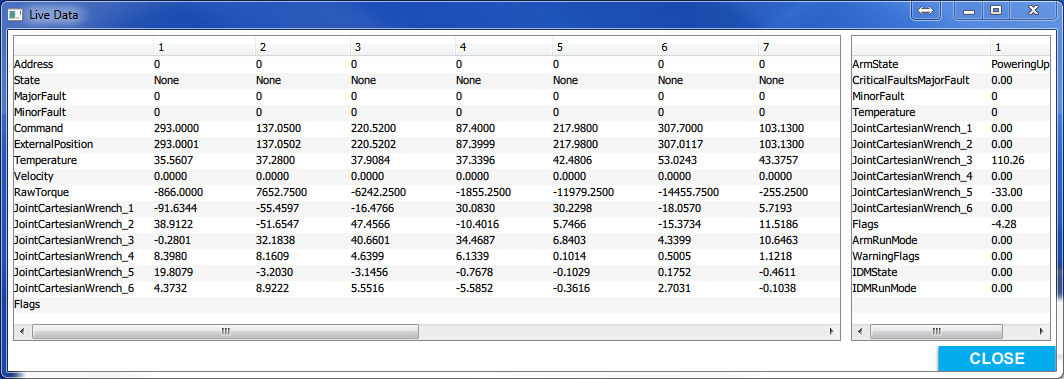 Live Data
1 2 3 4 5 6 7
Address 0 0 0 0 0 0 0
State None None None None None None None
MajorFault 0 0 0 0 0 0 0
MinorFault 0 0 0 0 0 0 0
Command 293.0000 137.0500 220.5200 87.4000 217.9800 307.7000 103.1300
ExternalPosition 293.0001 137.0502 220.5202 87.3999 217.9800 307.0117 103.1300
Temperature 35.5607 37.2800 37.9084 37.3396 42.4806 53.0243 43.3757
Velocity 0.0000 0.0000 0.0000 0.0000 0.0000 0.0000 0.0000
RawTorque -866.0000 7652.7500 -6242.2500 -1855.2500 -11979.2500 -14455.7500 -255.2500
JointCartesianWrench_1 -91.6344 -55.4597 -16.4766 30.0830 30.2298 -18.0570 5.7193
JointCartesianWrench_2 38.9122 -51.6547 47.4566 -10.4016 5.7466 -15.3734 11.5186
JointCartesianWrench_3 -0.2801 32.1838 40.6601 34.4687 6.8403 4.3399 10.6463
JointCartesianWrench_4 8.3980 8.1609 4.6399 6.1339 0.1014 0.5005 1.1218
JointCartesianWrench_5 19.8079 -3.2030 -3.1456 -0.7678 -0.1029 0.1752 -0.4611
JointCartesianWrench_6 4.3732 8.9222 5.5516 -5.5852 -0.3616 2.7031 -0.1038
Flags
1
ArmState PoweringUp
CriticalFaultsMajorFault 0.00
MinorFault 0
Temperature 0
JointCartesianWrench_1 0.00
JointCartesianWrench_2 0.00
JointCartesianWrench_3 110.26
JointCartesianWrench_4 0.00
JointCartesianWrench_5 -33.00
JointCartesianWrench_6 0.00
Flags -4.28
ArmRunMode 0.00
WarningFlags 0.00
IDMState 0.00
IDMRunMode 0.00
CLOSE